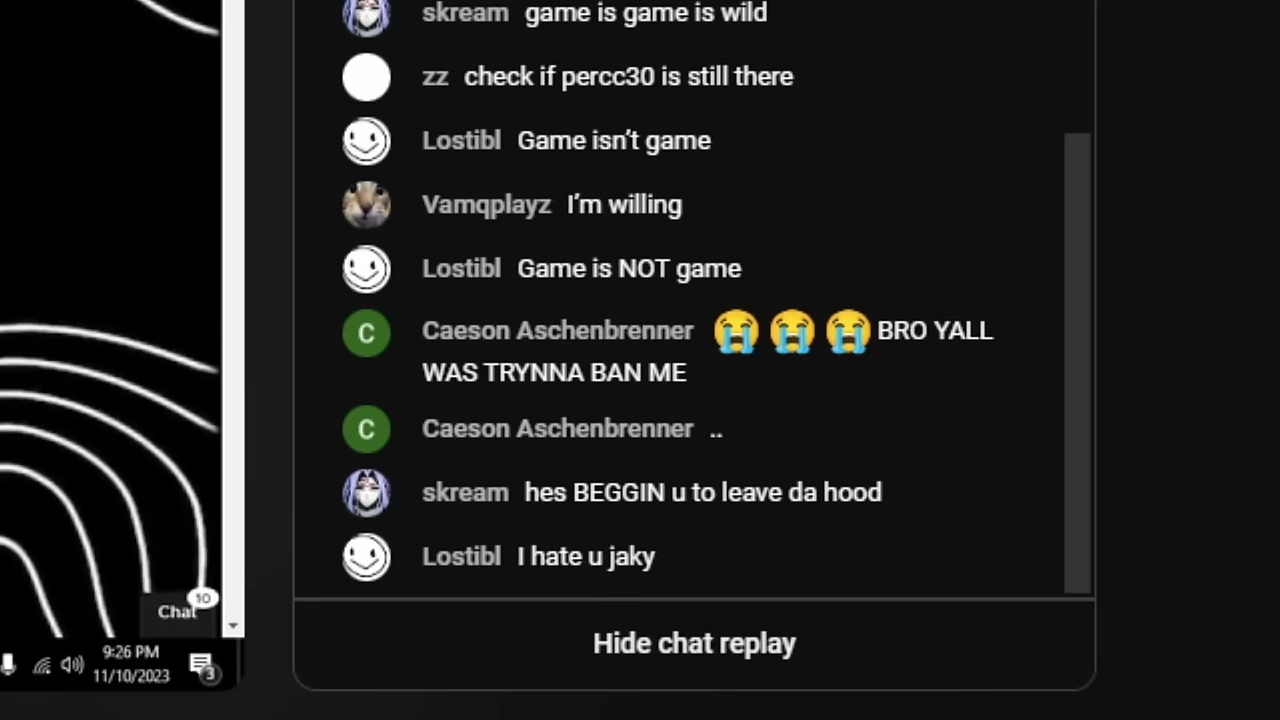 skream game is game is wild
zz check if percc30 is still there
Lostibl Game isn't game
Vamqplayz I'm willing
Lostibl Game is NOT game
C Caeson Aschenbrenner 😭😭😭BRO YALL
WAS TRYNNA BAN ME
C Caeson Aschenbrenner ..
skream hes BEGGIN u to leave da hood
Lostibl I hate u jaky
Hide chat replay
10
Chat
9:26 PM
11/10/2023
3